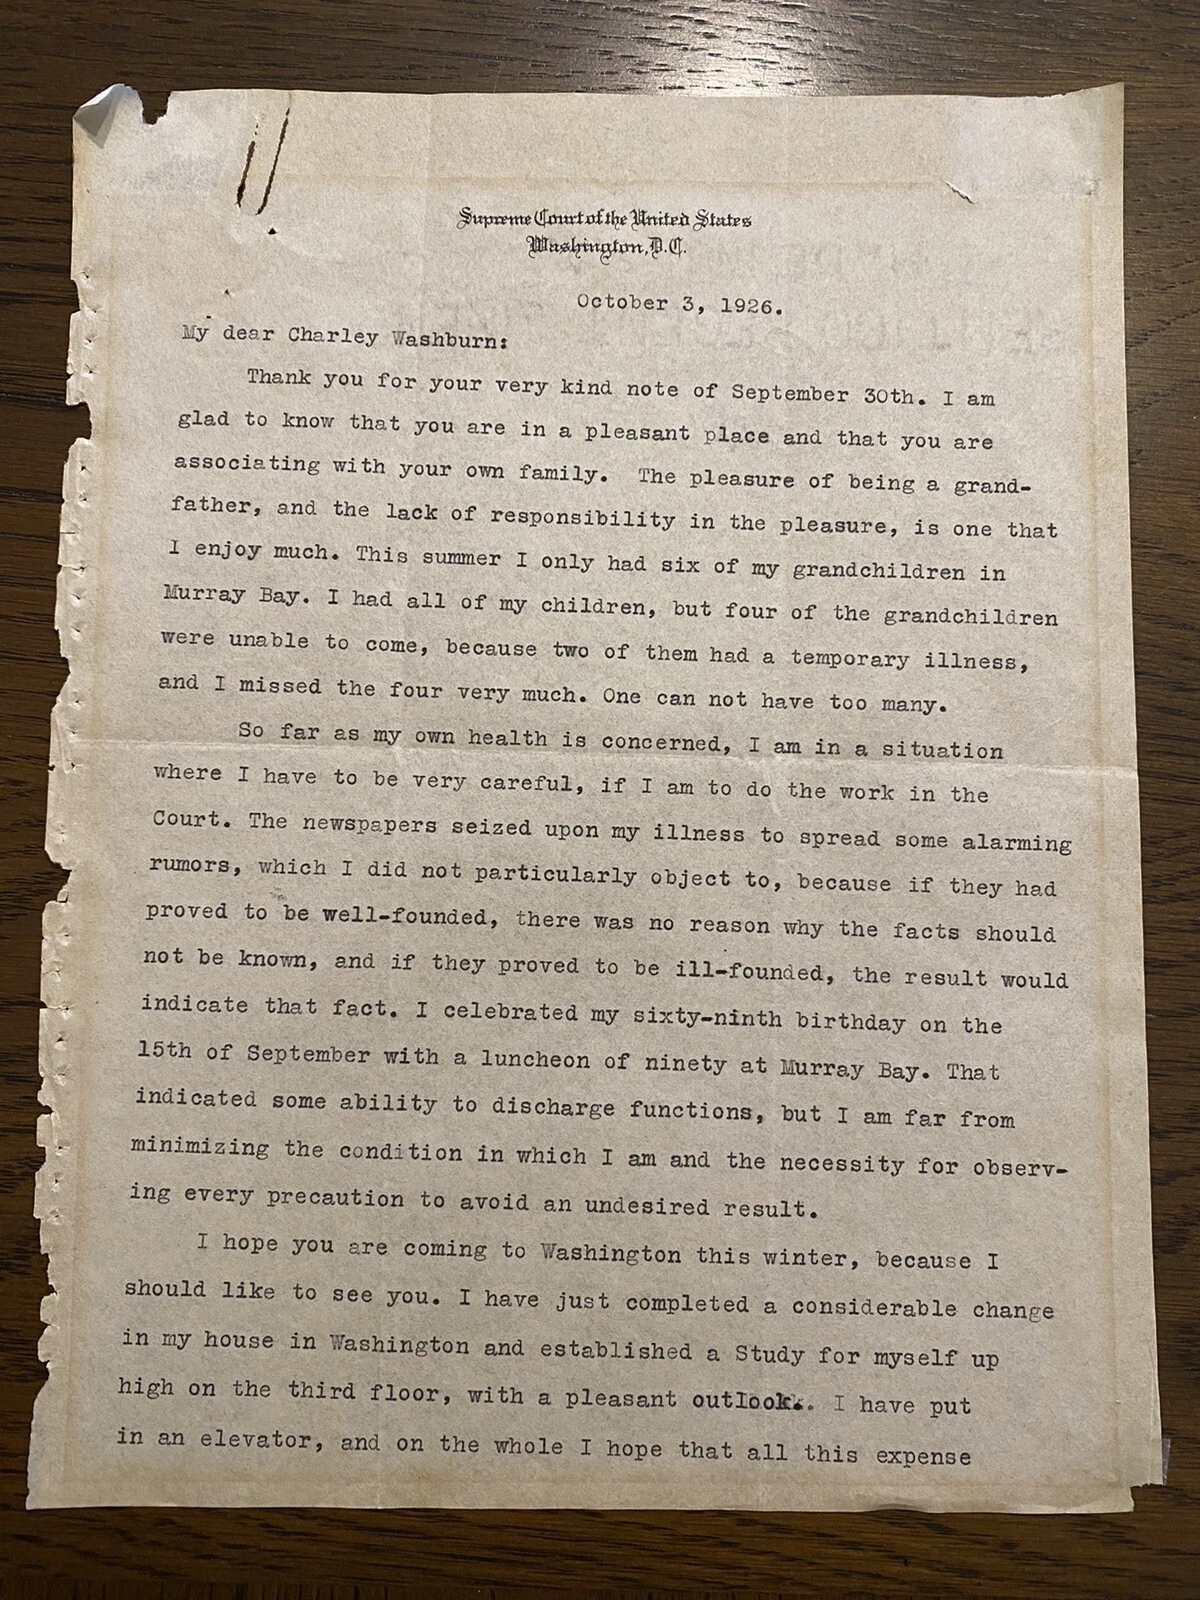 Supreme Court of the United States
Washington, D.C.
October 3, 1926.
My dear Charley Washburn:
Thank you for your very kind note of September 30th. I am
glad to know that you are in a pleasant place and that you are
associating with your own family. The pleasure of being a grand-
father, and the lack of responsibility in the pleasure, is one that
I enjoy much. This summer I only had six of my grandchildren in
Murray Bay. I had all of my children, but four of the grandchildren
were unable to come, because two of them had a temporary illness,
and I missed the four very much. One can not have too many.
So far as my own health is concerned, I am in a situation
where I have to be very careful, if I am to do the work in the
Court. The newspapers seized upon my illness to spread some alarming
rumors, which I did not particularly object to, because if they had
proved to be well-founded, there was no reason why the facts should
not be known, and if they proved to be ill-founded, the result would
indicate that fact. I celebrated my sixty-ninth birthday on the
15th of September with a luncheon of ninety at Murray Bay. That
indicated some ability to discharge functions, but I am far from
minimizing the condition in which I am and the necessity for observ-
ing every precaution to avoid an undesired result.
I hope you are coming to Washington this winter, because I
should like to see you. I have just completed a considerable change
in my house in Washington and established a Study for myself up
high on the third floor, with a pleasant outlook. I have put
in an elevator, and on the whole I hope that all this expense